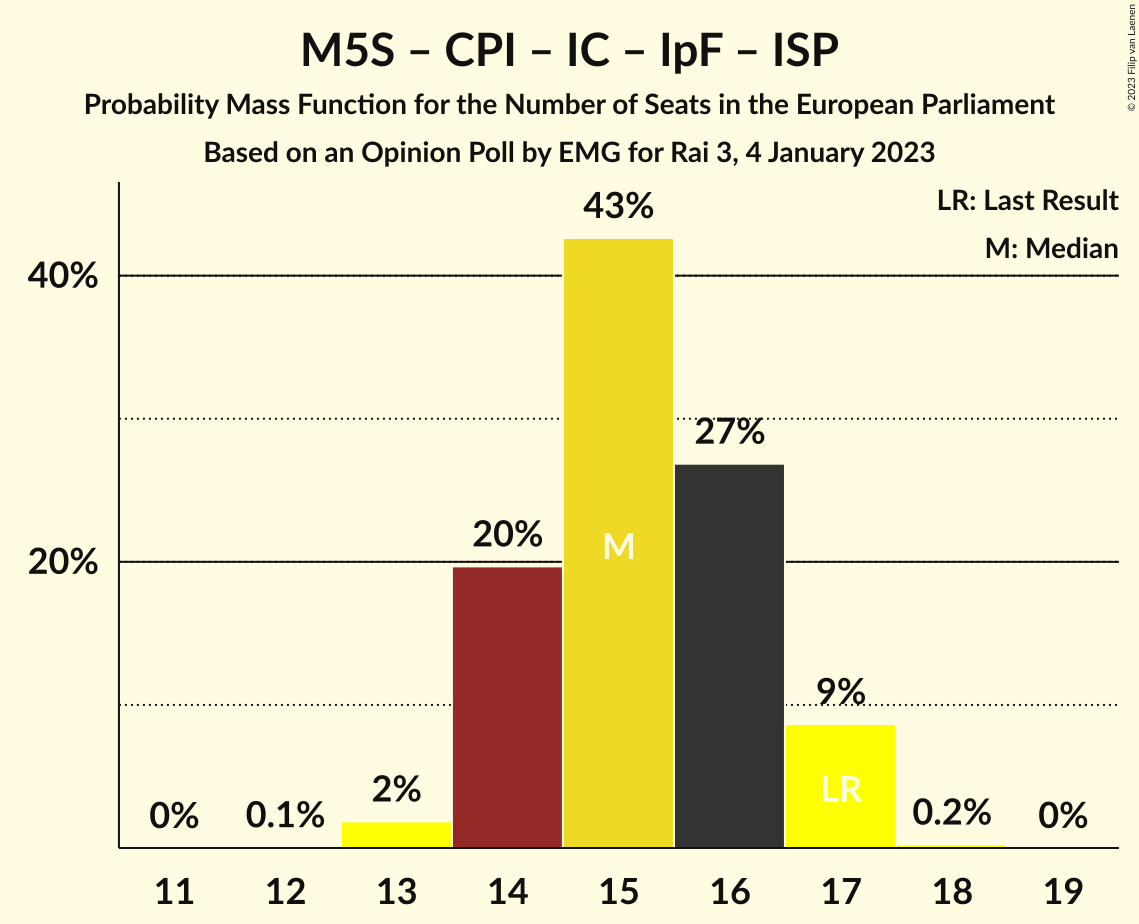 M5S – CPI – IC – IpF – ISP
Probability Mass Function for the Number of Seats in the European Parliament
Based on an Opinion Poll by EMG for Rai 3, 4 January 2023
© 2023 Filip van Laenen
LR: Last Result
M: Median
40%
20%
0%
0.1%
2%
20%
43%
27%
9%
0.2%
0%
M
LR
11 12 13 14 15 16 17 18 19